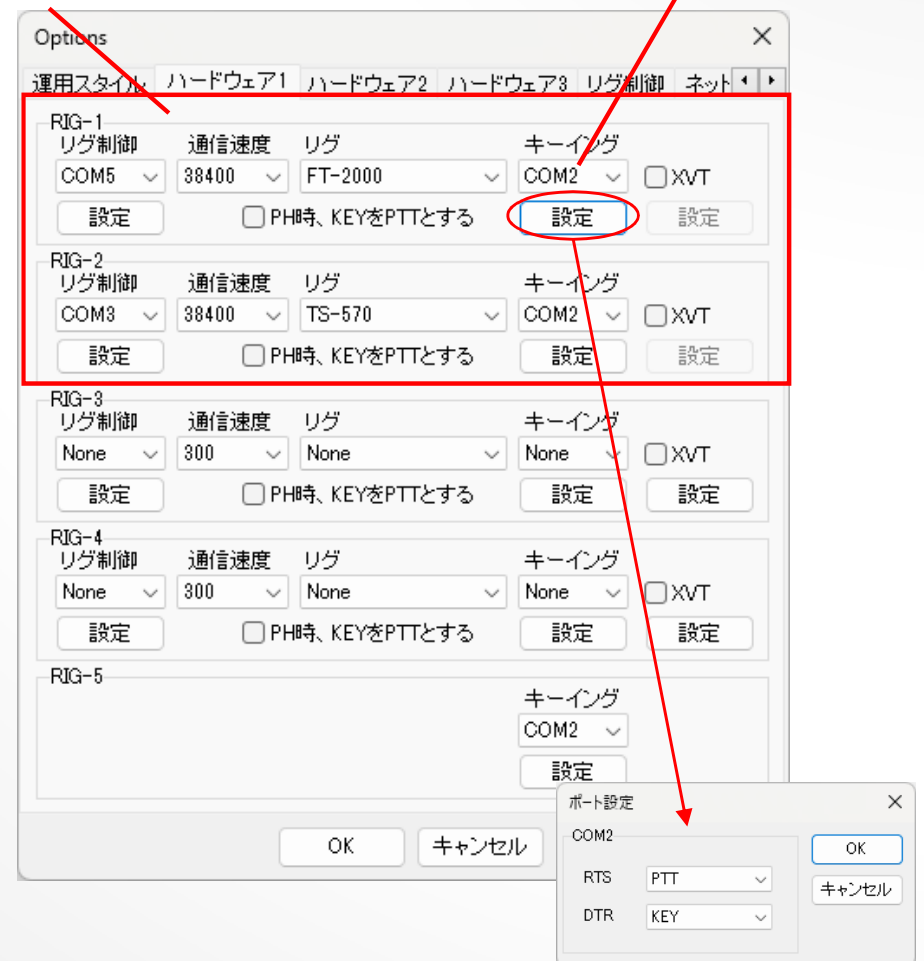 Options
運用スタイル ハードウェア1 ハードウェア2 ハードウェア3 リグ制御 ネット
RIG-1
リグ制御 通信速度 リグ キーイング
COM5 38400 FT-2000 COM2 XVT
設定 PH時、KEYをPTTとする 設定 設定
RIG-2
リグ制御 通信速度 リグ キーイング
COM3 38400 TS-570 COM2 XVT
設定 PH時、KEYをPTTとする 設定 設定
RIG-3
リグ制御 通信速度 リグ キーイング
None 300 None None XVT
設定 PH時、KEYをPTTとする 設定 設定
RIG-4
リグ制御 通信速度 リグ キーイング
None 300 None None XVT
設定 PH時、KEYをPTTとする 設定 設定
RIG-5
キーイング
COM2
設定
OK キャンセル
ポート設定
COM2
OK
RTS PTT
キャンセル
DTR KEY